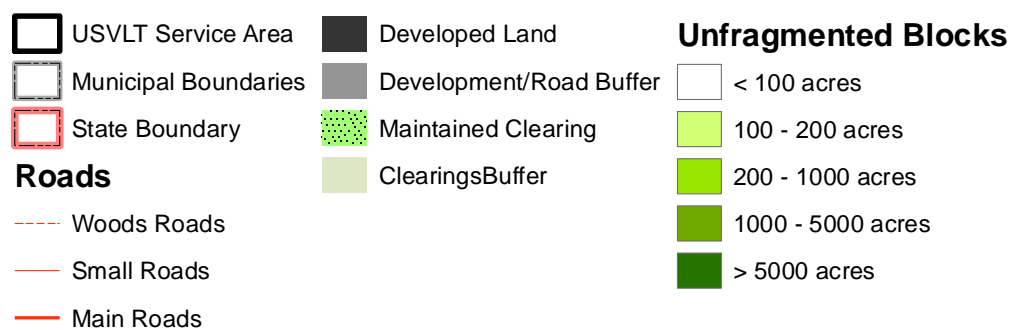 USVLT Service Area
Municipal Boundaries
State Boundary
Roads
Woods Roads
Small Roads
Main Roads
Developed Land
Development/Road Buffer
Maintained Clearing
ClearingsBuffer
Unfragmented Blocks
< 100 acres
100 - 200 acres
200 - 1000 acres
1000 - 5000 acres
> 5000 acres